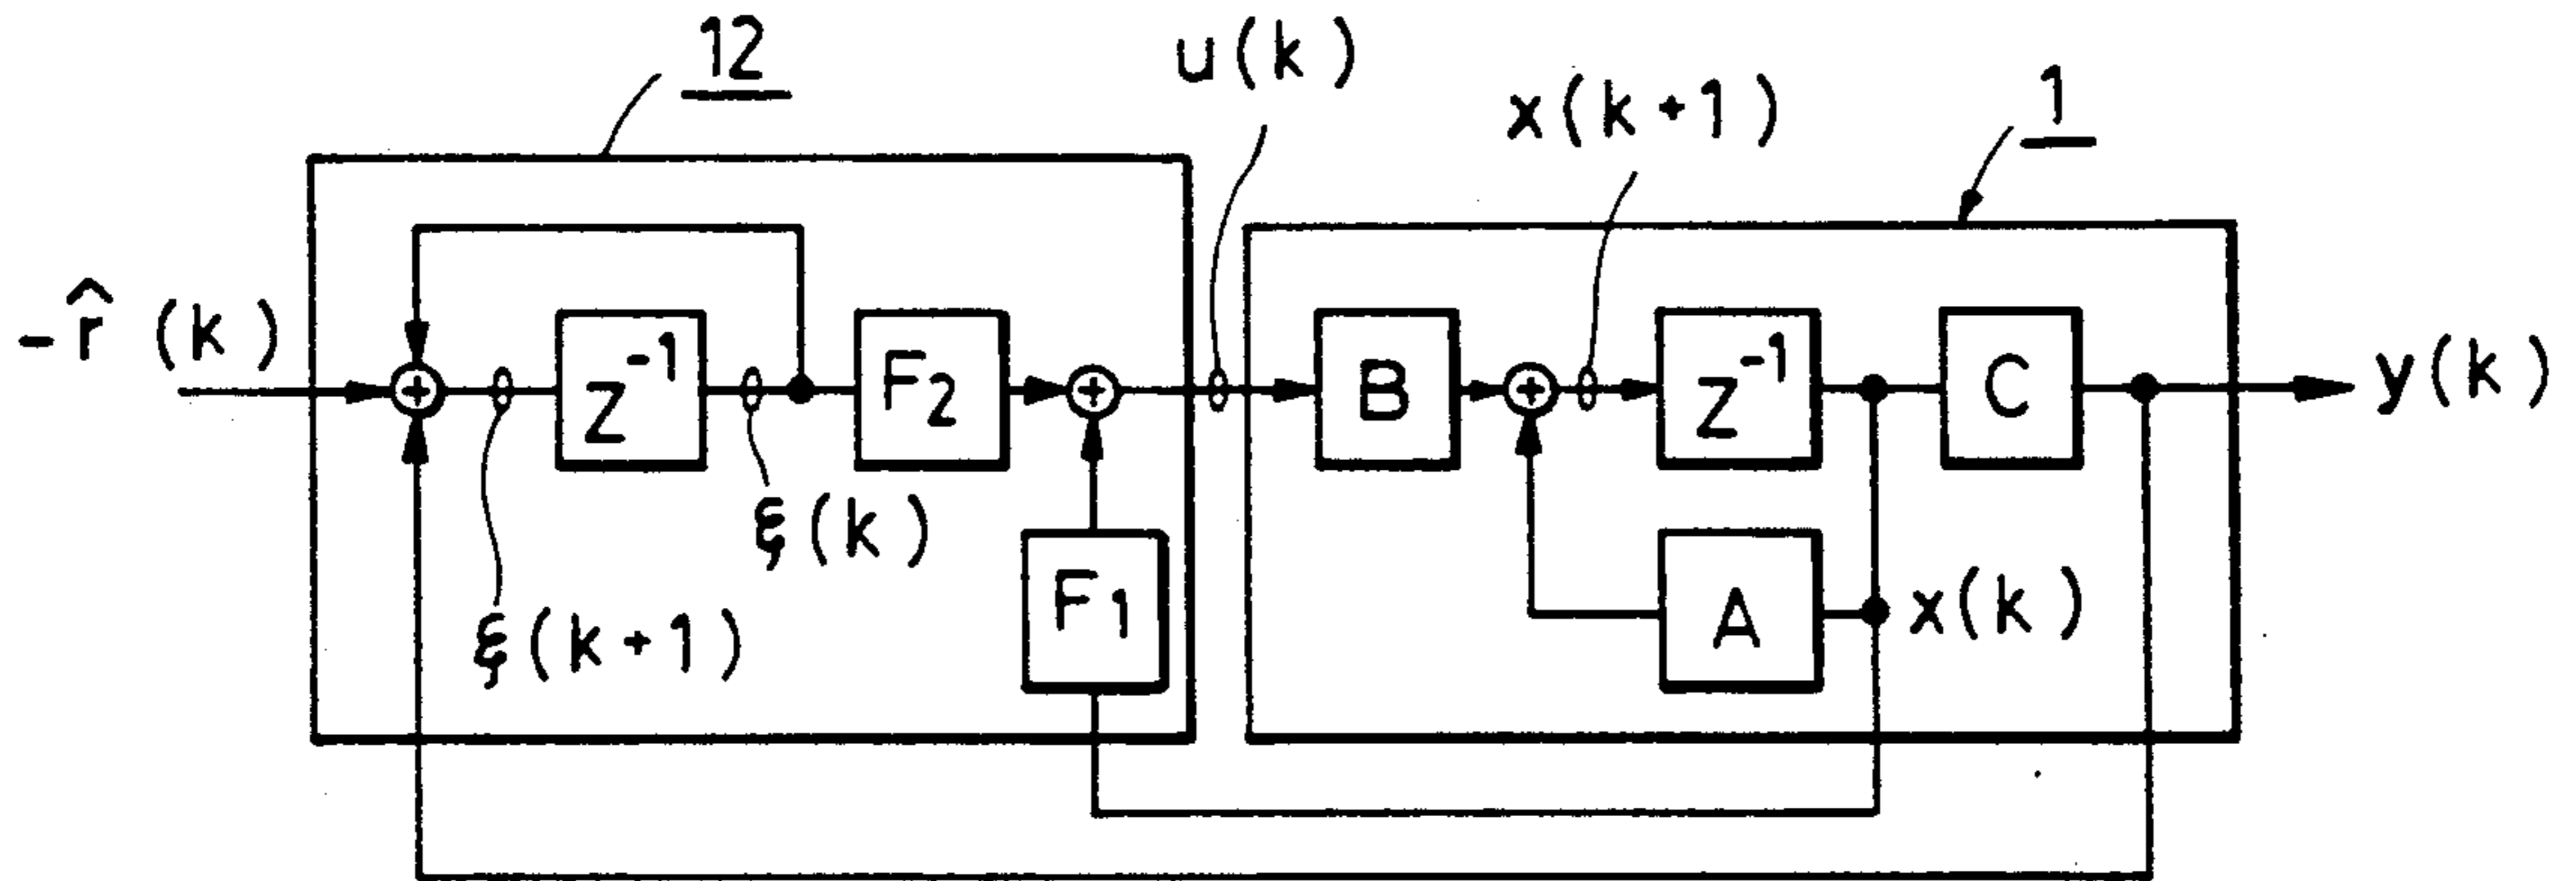 12
u(k)
x(k+1)
1
-r̂(k)
Z⁻¹
F₂
B
Z⁻¹
C
y(k)
ξ(k)
F₁
A
x(k)
ξ(k+1)